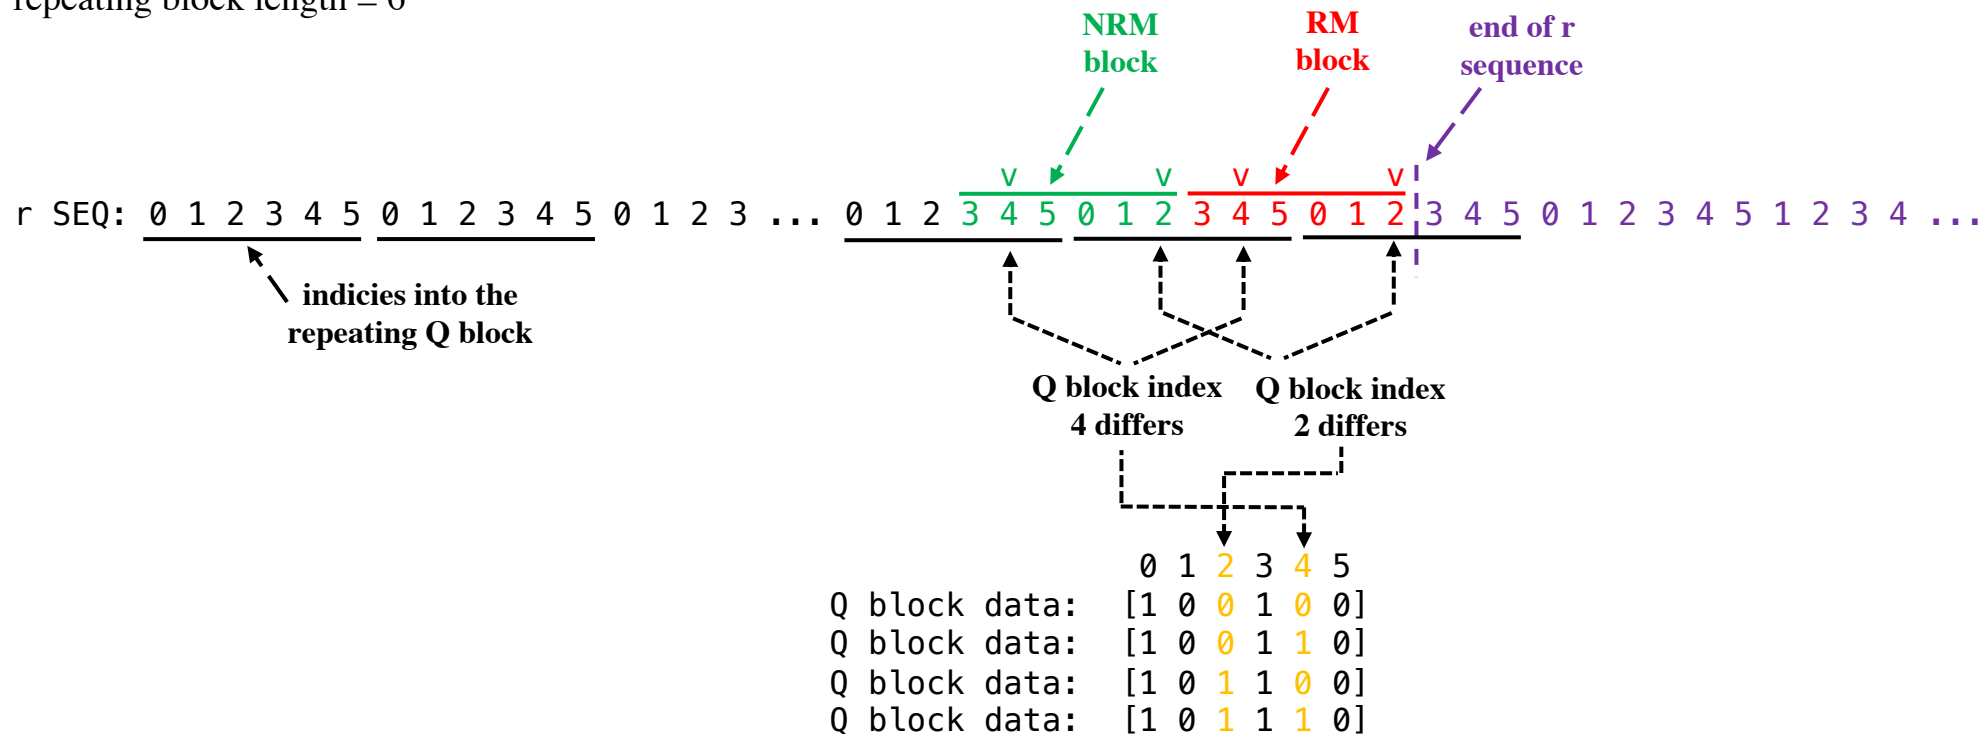 repeating block length = 6
NRM
block
RM
block
end of r
sequence
v v v v
r SEQ: 0 1 2 3 4 5 0 1 2 3 4 5 0 1 2 3 ... 0 1 2 3 4 5 0 1 2 3 4 5 0 1 2 3 4 5 0 1 2 3 4 5 1 2 3 4 ...
indicies into the
repeating Q block
Q block index
4 differs
Q block index
2 differs
0 1 2 3 4 5
Q block data: [1 0 0 1 0 0]
Q block data: [1 0 0 1 1 0]
Q block data: [1 0 1 1 0 0]
Q block data: [1 0 1 1 1 0]